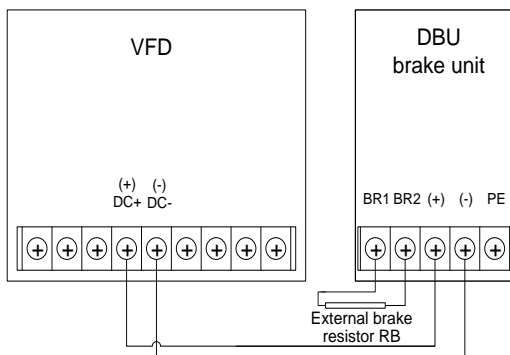 VFD
(+) (-)
DC+ DC-
DBU
brake unit
BR1 BR2 (+) (-) PE
External brake
resistor RB